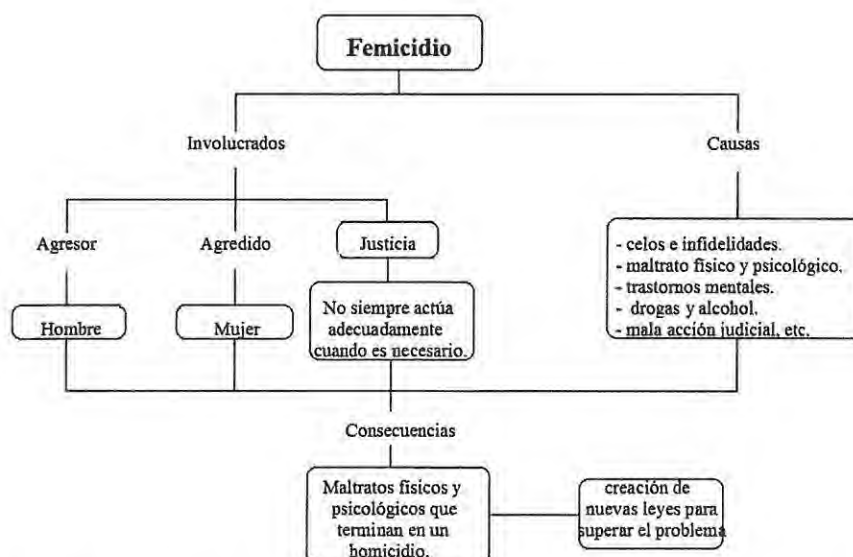 Femicidio
Involucrados
Causas
Agresor
Agredido
Justicia
Hombre
Mujer
No siempre actúa
adecuadamente
cuando es necesario.
- celos e infidelidades.
- maltrato físico y psicológico.
- trastornos mentales.
- drogas y alcohol.
- mala acción judicial, etc.
Consecuencias
Maltratos físicos y
psicológicos que
terminan en un
homicidio.
creación de
nuevas leyes para
superar el problema